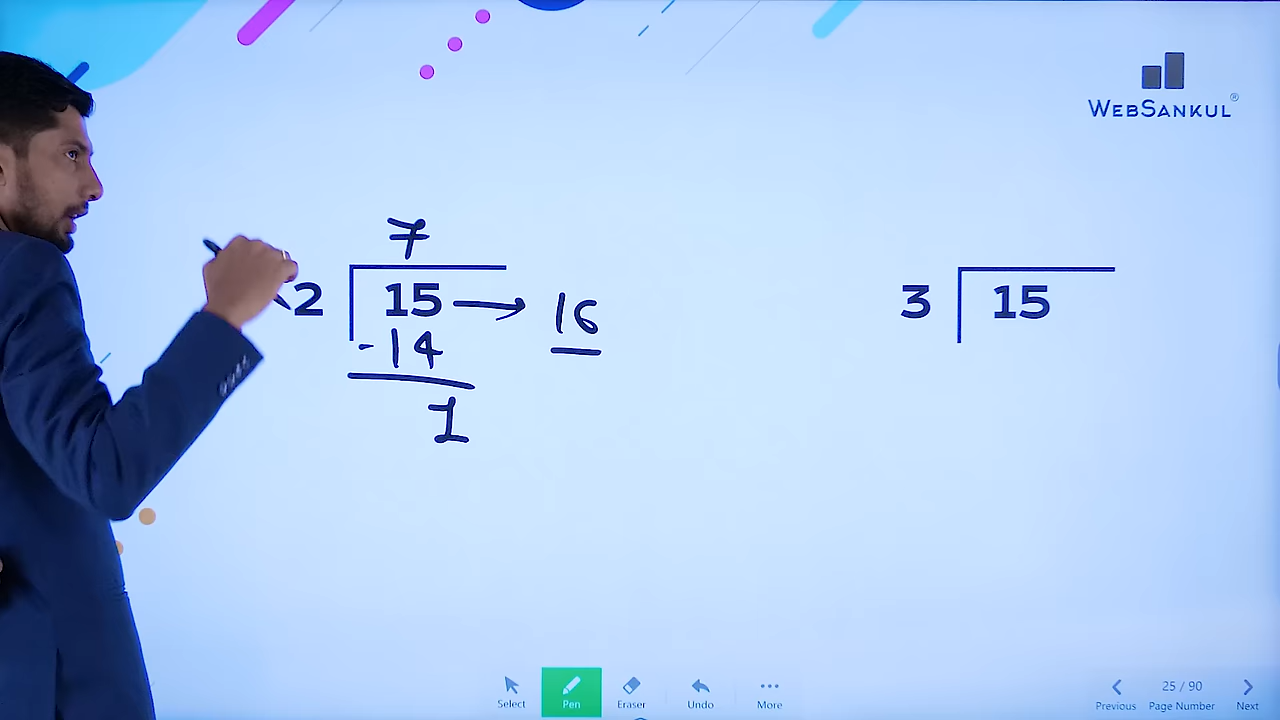 WEBSANKUL®
7
2 15 → 16
-14
1
3 15
Select Pen Eraser Undo More
25 / 90
Previous Page Number Next